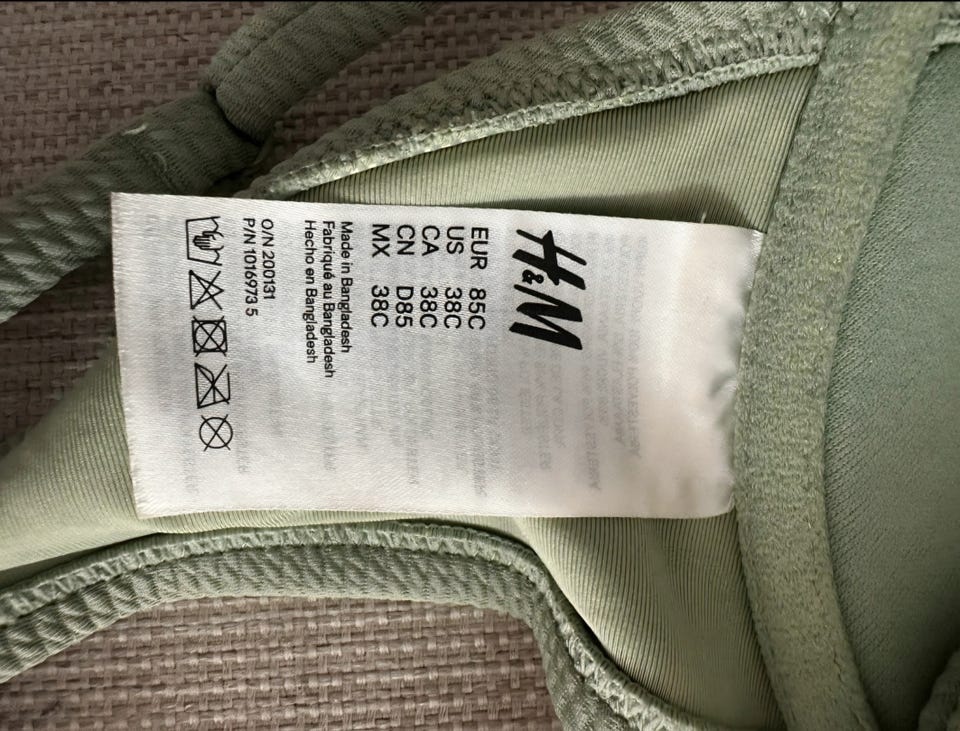 H&M
EUR 85C
US 38C
CA 38C
CN D85
MX 38C
Made in Bangladesh
Fabriqué au Bangladesh
Hecho en Bangladesh
O/N 200131
P/N 1016973 5